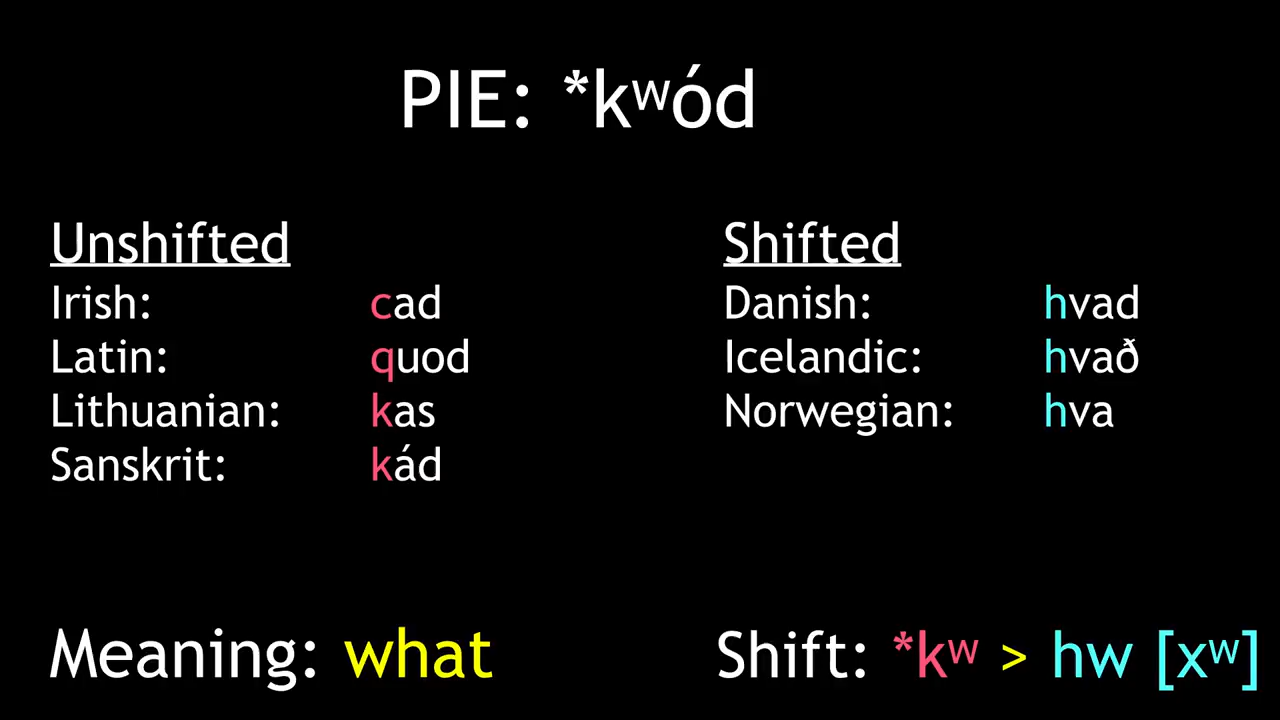 PIE: *kʷód
Unshifted
Irish: cad
Latin: quod
Lithuanian: kas
Sanskrit: kád
Shifted
Danish: hvad
Icelandic: hvað
Norwegian: hva
Meaning: what
Shift: *kʷ > hw [xʷ]